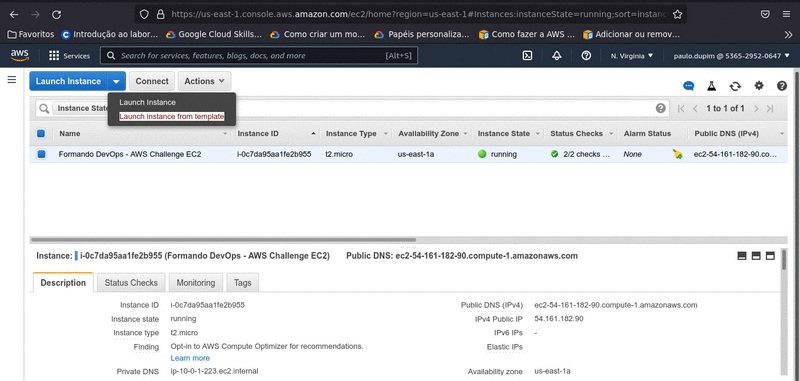 https://us-east-1.console.aws.amazon.com/ec2/home?region=us-east-1#Instances:instanceState=running;sort=instanc
Favoritos Introdução ao labor... Google Cloud Skills... Como criar um mo... Papéis personaliza... Como fazer a AWS ... Adicionar ou remov...
aws Services Search for services, features, blogs, docs, and more [Alt+S] N. Virginia paulo.dupim @ 5365-2952-0647
Launch Instance Connect Actions
Launch Instance
Launch instance from template
Instance Stat 1 to 1 of 1
Name Instance ID Instance Type Availability Zone Instance State Status Checks Alarm Status Public DNS (IPv4)
Formando DevOps - AWS Challenge EC2 i-0c7da95aa1fe2b955 t2.micro us-east-1a running 2/2 checks ... None ec2-54-161-182-90.co...
Instance: i-0c7da95aa1fe2b955 (Formando DevOps - AWS Challenge EC2) Public DNS: ec2-54-161-182-90.compute-1.amazonaws.com
Description Status Checks Monitoring Tags
Instance ID i-0c7da95aa1fe2b955 Public DNS (IPv4) ec2-54-161-182-90.compute-1.amazonaws.com
Instance state running IPv4 Public IP 54.161.182.90
Instance type t2.micro IPv6 IPs -
Finding Opt-in to AWS Compute Optimizer for recommendations. Elastic IPs
Learn more
Private DNS ip-10-0-1-223.ec2.internal Availability zone us-east-1a